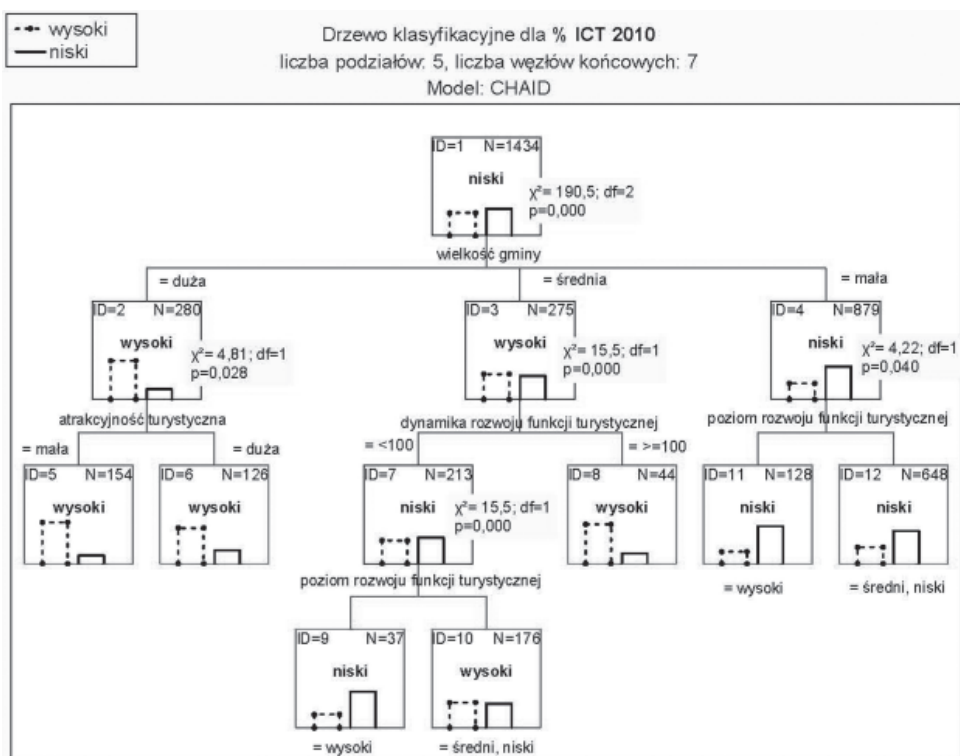 wysoki
niski
Drzewo klasyfikacyjne dla % ICT 2010
liczba podziałów: 5, liczba węzłów końcowych: 7
Model: CHAID
ID=1 N=1434
niski
χ²= 190,5; df=2
p=0,000
wielkość gminy
= duża
= średnia
= mała
ID=2 N=280
wysoki
χ²= 4,81; df=1
p=0,028
atrakcyjność turystyczna
ID=3 N=275
wysoki
χ²= 15,5; df=1
p=0,000
dynamika rozwoju funkcji turystycznej
ID=4 N=879
niski
χ²= 4,22; df=1
p=0,040
poziom rozwoju funkcji turystycznej
= mała
= duża
= <100
= >=100
ID=5 N=154
wysoki
ID=6 N=126
wysoki
ID=7 N=213
niski
χ²= 15,5; df=1
p=0,000
poziom rozwoju funkcji turystycznej
ID=8 N=44
wysoki
ID=11 N=128
niski
= wysoki
ID=12 N=648
niski
= średni, niski
ID=9 N=37
niski
= wysoki
ID=10 N=176
wysoki
= średni, niski